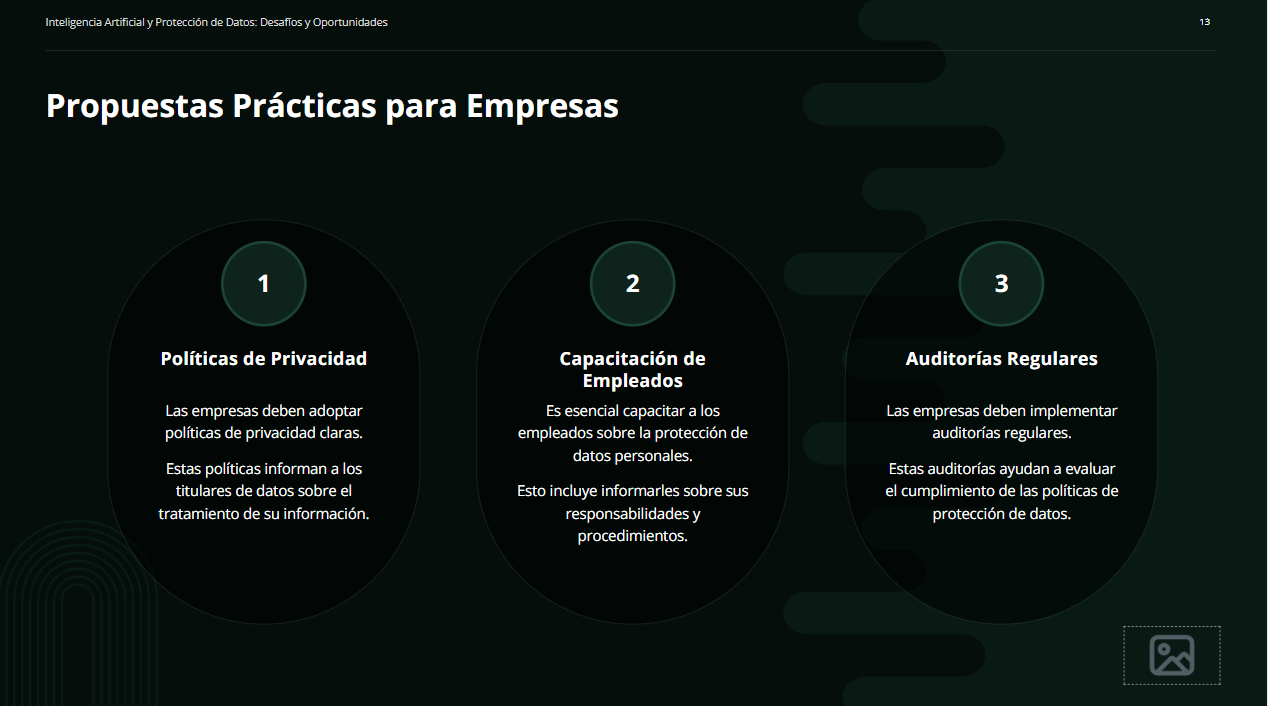 Inteligencia Artificial y Protección de Datos: Desafíos y Oportunidades
13
Propuestas Prácticas para Empresas
1
Políticas de Privacidad
Las empresas deben adoptar
políticas de privacidad claras.
Estas políticas informan a los
titulares de datos sobre el
tratamiento de su información.
2
Capacitación de
Empleados
Es esencial capacitar a los
empleados sobre la protección de
datos personales.
Esto incluye informarles sobre sus
responsabilidades y
procedimientos.
3
Auditorías Regulares
Las empresas deben implementar
auditorías regulares.
Estas auditorías ayudan a evaluar
el cumplimiento de las políticas de
protección de datos.